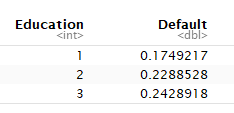 Education Default
<int> <dbl>
1 0.1749217
2 0.2288528
3 0.2428918